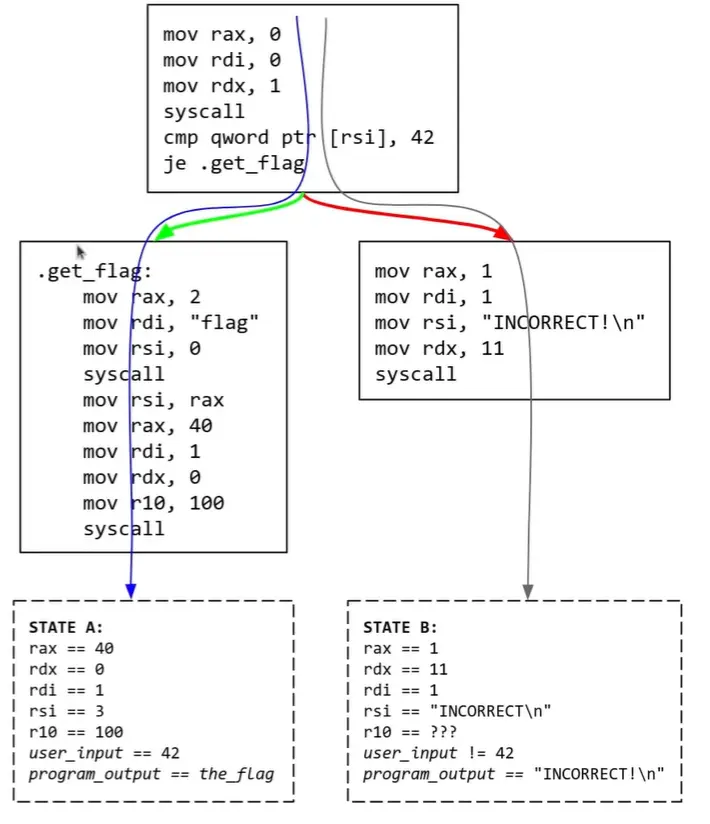 mov rax, 0
mov rdi, 0
mov rdx, 1
syscall
cmp qword ptr [rsi], 42
je .get_flag
.get_flag:
mov rax, 2
mov rdi, "flag"
mov rsi, 0
syscall
mov rsi, rax
mov rax, 40
mov rdi, 1
mov rdx, 0
mov r10, 100
syscall
mov rax, 1
mov rdi, 1
mov rsi, "INCORRECT!\n"
mov rdx, 11
syscall
STATE A:
rax == 40
rdx == 0
rdi == 1
rsi == 3
r10 == 100
user_input == 42
program_output == the_flag
STATE B:
rax == 1
rdx == 11
rdi == 1
rsi == "INCORRECT\n"
r10 == ???
user_input != 42
program_output == "INCORRECT!\n"